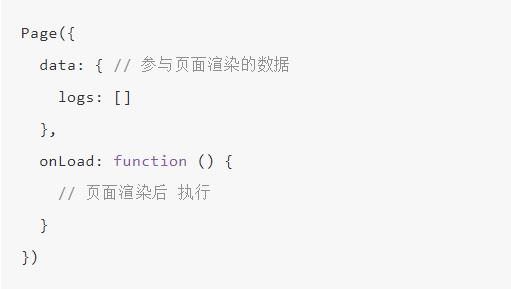 Page({
  data: { // 参与页面渲染的数据
    logs: []
  },
  onLoad: function () {
    // 页面渲染后 执行
  }
})